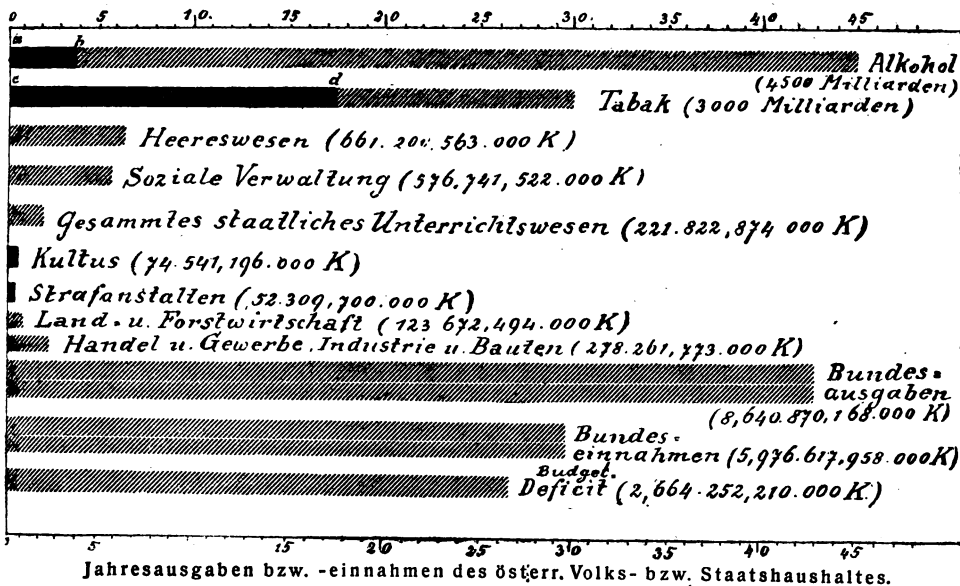 0 5 10. 15 20 25 30. 35 40 45
a b
Alkohol
(4500 Milliarden)
c d
Tabak (3000 Milliarden)
Heereswesen (661. 200. 563.000 K)
Soziale Verwaltung (576,741,522.000 K)
Gesammtes staatliches Unterrichtswesen (221.822,874 000 K)
Kultus (74.541,196.000 K)
Strafanstalten (52.309,700.000 K)
Land- u. Forstwirtschaft (123 672,494.000 K)
Handel u. Gewerbe, Industrie u. Bauten (278.261,773.000 K)
Bundes=
ausgaben
(8,640.870,168.000 K)
Bundes=
einnahmen (5,976.617,958.000 K)
Budget.
Deficit (2,664.252,210.000 K)
5 15 20 25 30 35 40 45
Jahresausgaben bzw. -einnahmen des österr. Volks- bzw. Staatshaushaltes.